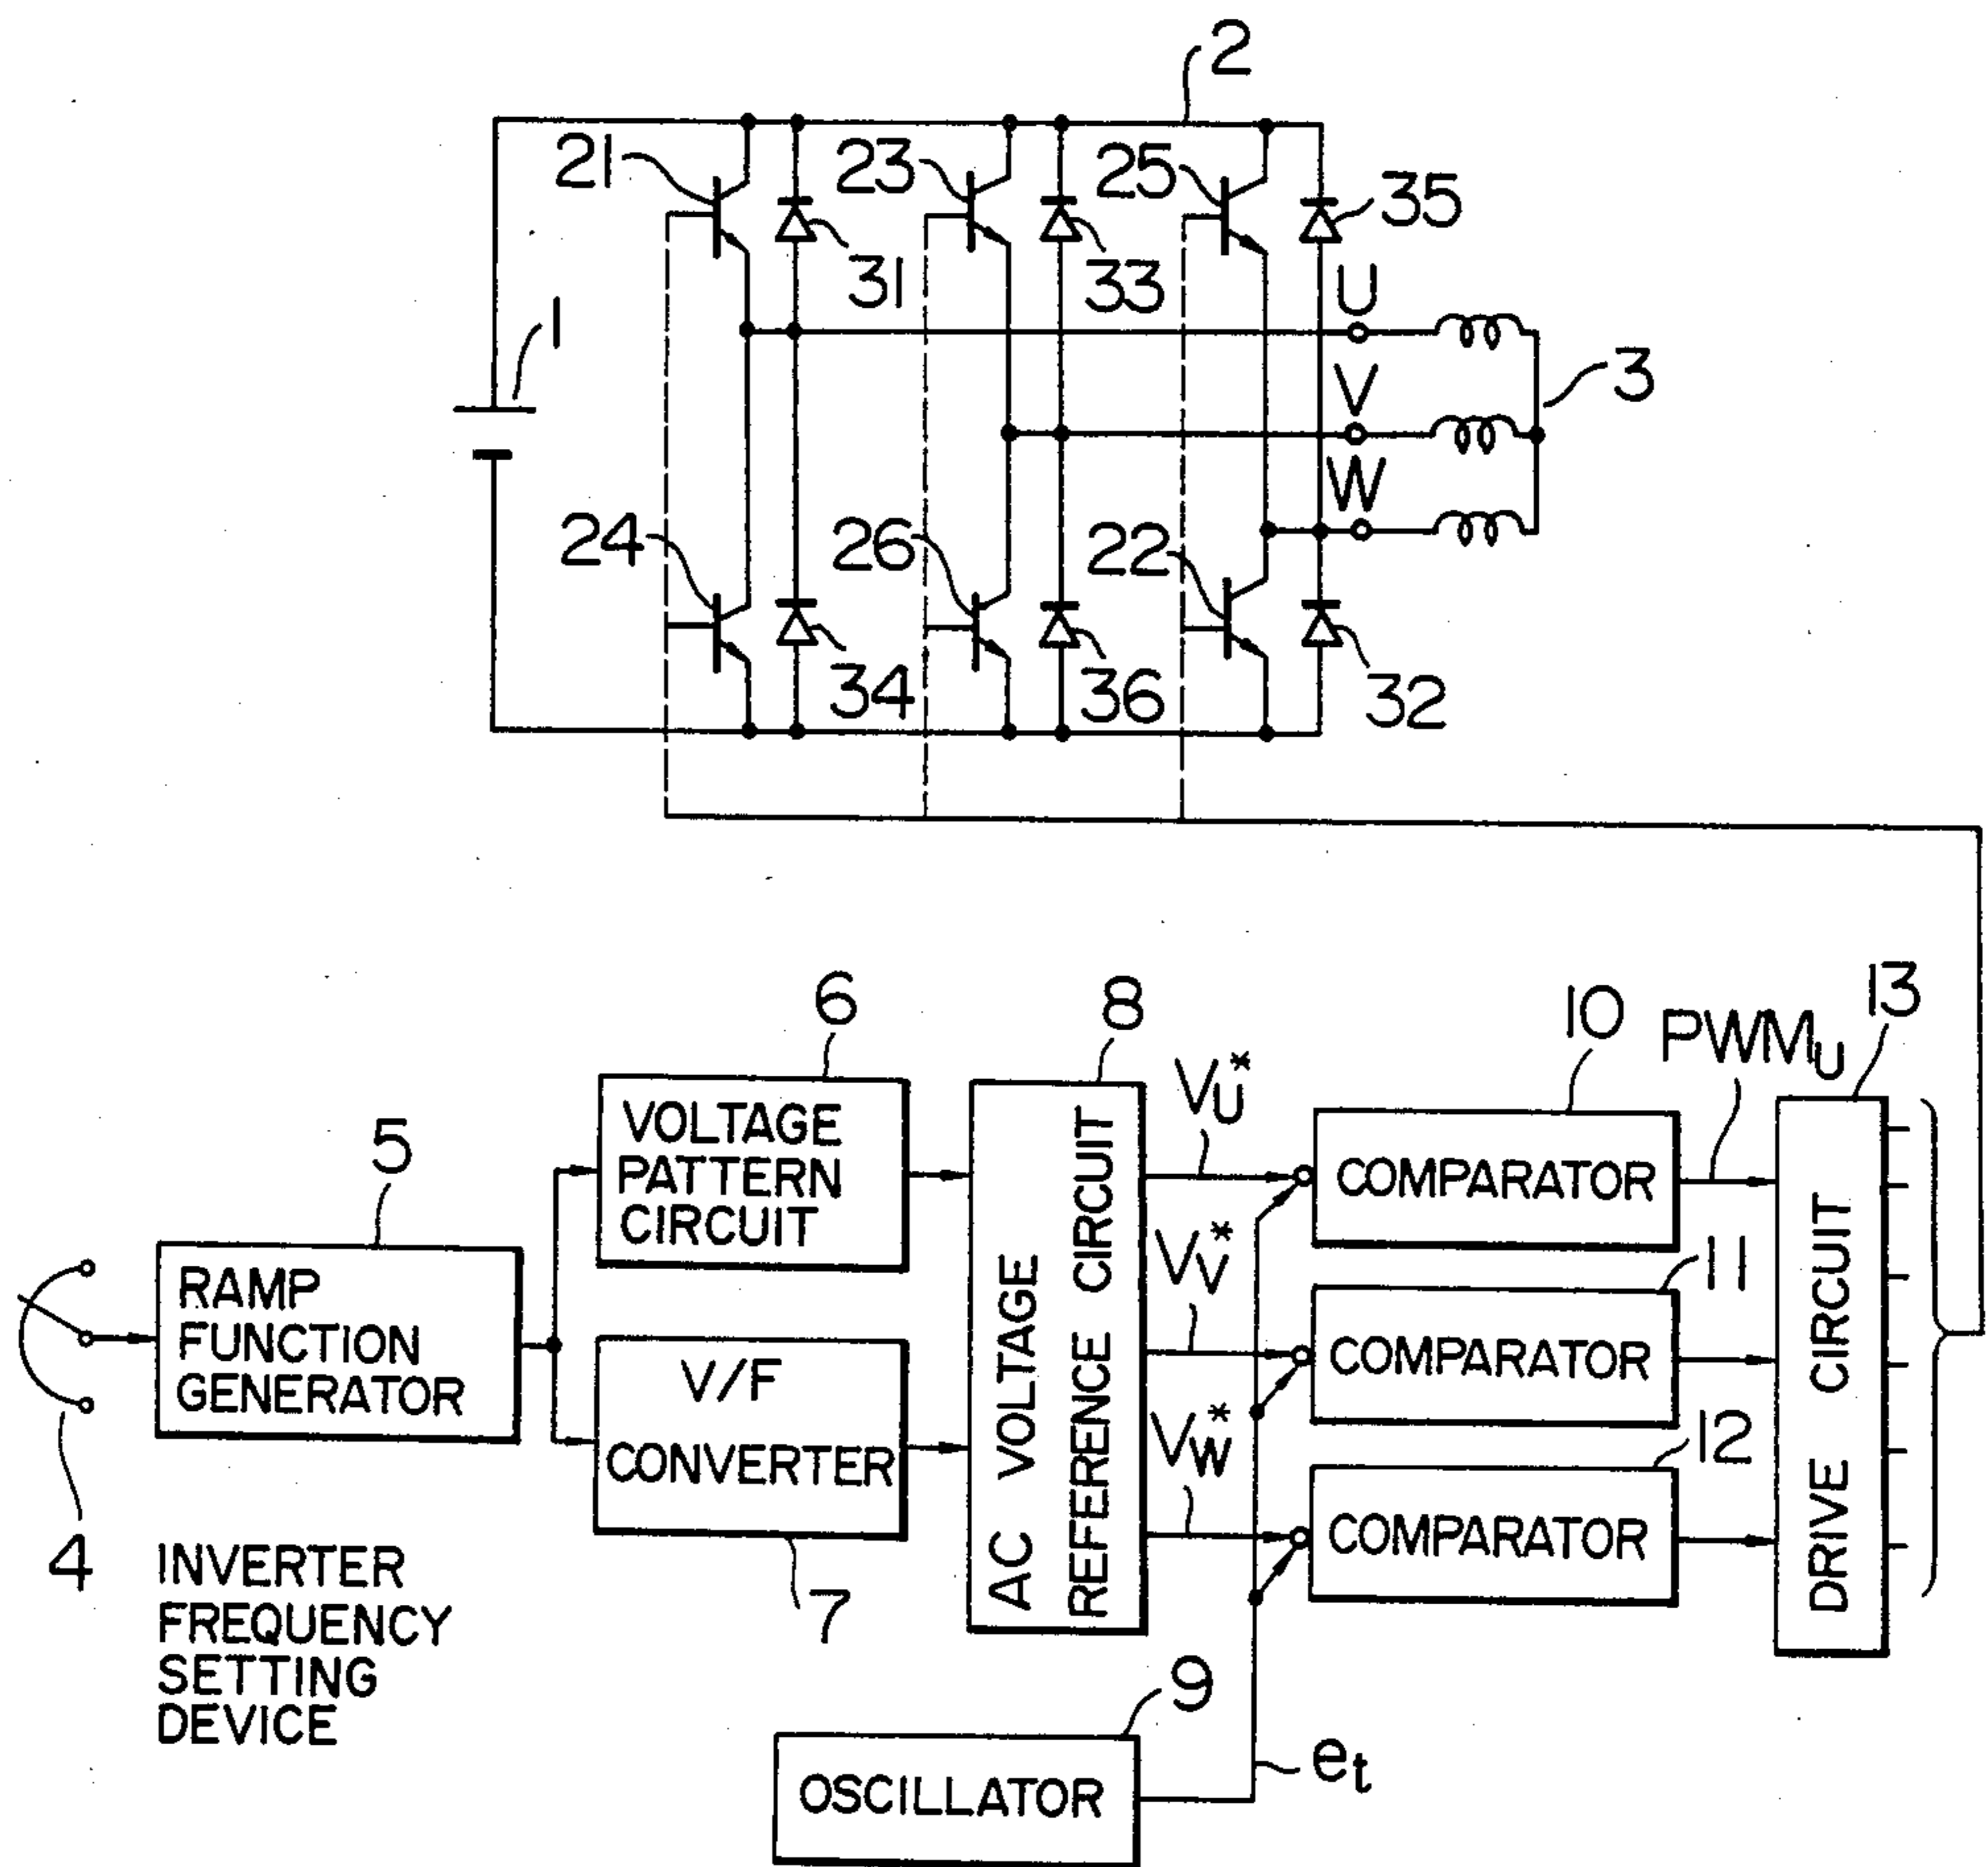 2
21
23
25
35
31
33
U
1
V
3
W
24
26
22
34
36
32
6
8
10
PWMU
13
5
VU*
VOLTAGE
PATTERN
CIRCUIT
COMPARATOR
VV*
11
RAMP
FUNCTION
GENERATOR
V/F
CONVERTER
AC VOLTAGE
REFERENCE CIRCUIT
COMPARATOR
DRIVE CIRCUIT
VW*
12
COMPARATOR
4
INVERTER
FREQUENCY
SETTING
DEVICE
7
9
OSCILLATOR
et